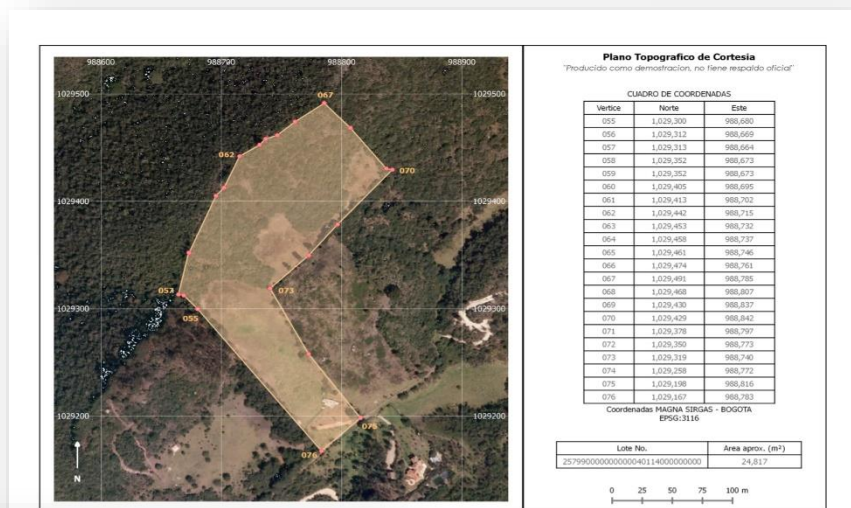 988600 988700 988800 988900
1029500
1029500
067
062
070
1029400
1029400
053
073
1029300
1029300
055
1029200
1029200
075
076
N
Plano Topografico de Cortesia
"Producido como demostracion, no tiene respaldo oficial"
CUADRO DE COORDENADAS
Vertice Norte Este
055 1,029,300 988,680
056 1,029,312 988,669
057 1,029,313 988,664
058 1,029,352 988,673
059 1,029,352 988,673
060 1,029,405 988,695
061 1,029,413 988,702
062 1,029,442 988,715
063 1,029,453 988,732
064 1,029,458 988,737
065 1,029,461 988,746
066 1,029,474 988,761
067 1,029,491 988,785
068 1,029,468 988,807
069 1,029,430 988,837
070 1,029,429 988,842
071 1,029,378 988,797
072 1,029,350 988,773
073 1,029,319 988,740
074 1,029,258 988,772
075 1,029,198 988,816
076 1,029,167 988,783
Coordenadas MAGNA SIRGAS - BOGOTA
EPSG:3116
Lote No. Area aprox. (m²)
24,817
0 25 50 75 100 m